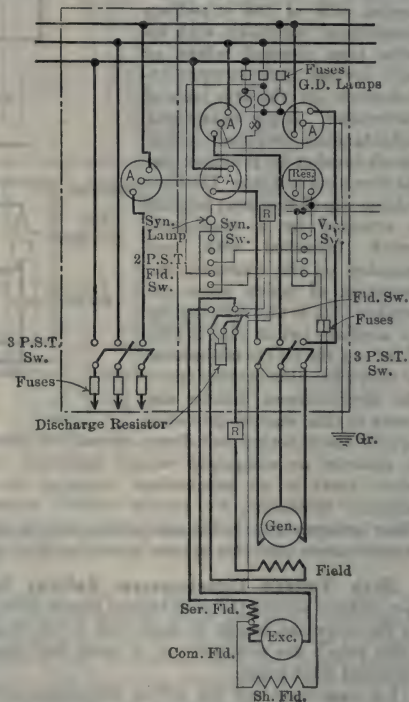 Fuses
G.D. Lamps
A
A
A
A
Res.
Syn.
Lamp
Syn.
Sw.
R
V.
Sw.
2 P.S.T.
Fld.
Sw.
Fld. Sw.
Fuses
3 P.S.T.
Sw.
3 P.S.T.
Sw.
Fuses
Discharge Resistor
R
Gr.
Gen.
Field
Ser. Fld.
Exc.
Com. Fld.
Sh. Fld.